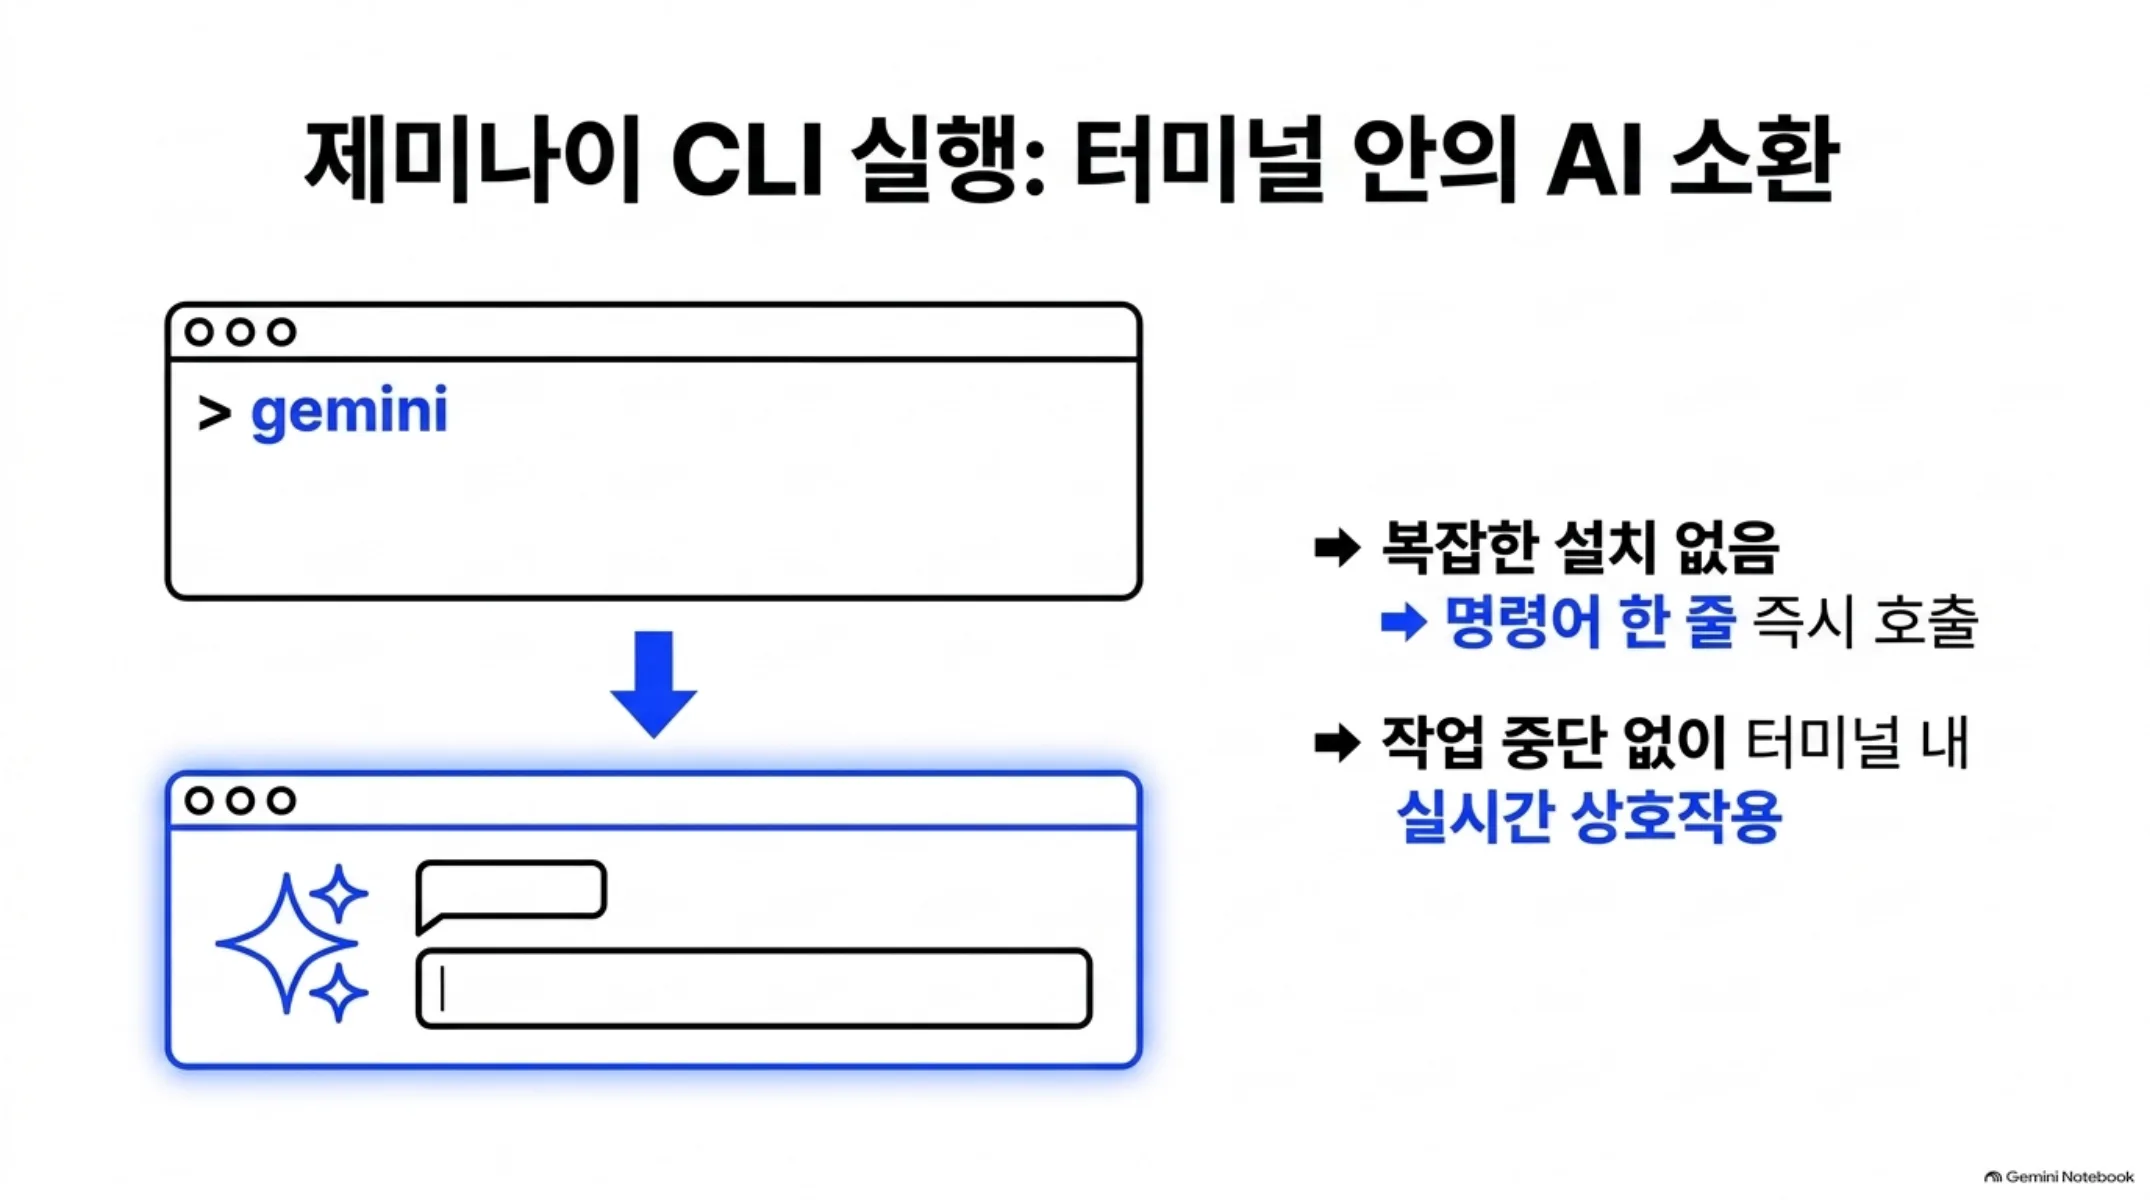 제미나이 CLI 실행: 터미널 안의 AI 소환
> gemini
➡ 복잡한 설치 없음
➡ 명령어 한 줄 즉시 호출
➡ 작업 중단 없이 터미널 내
실시간 상호작용
Gemini Notebook